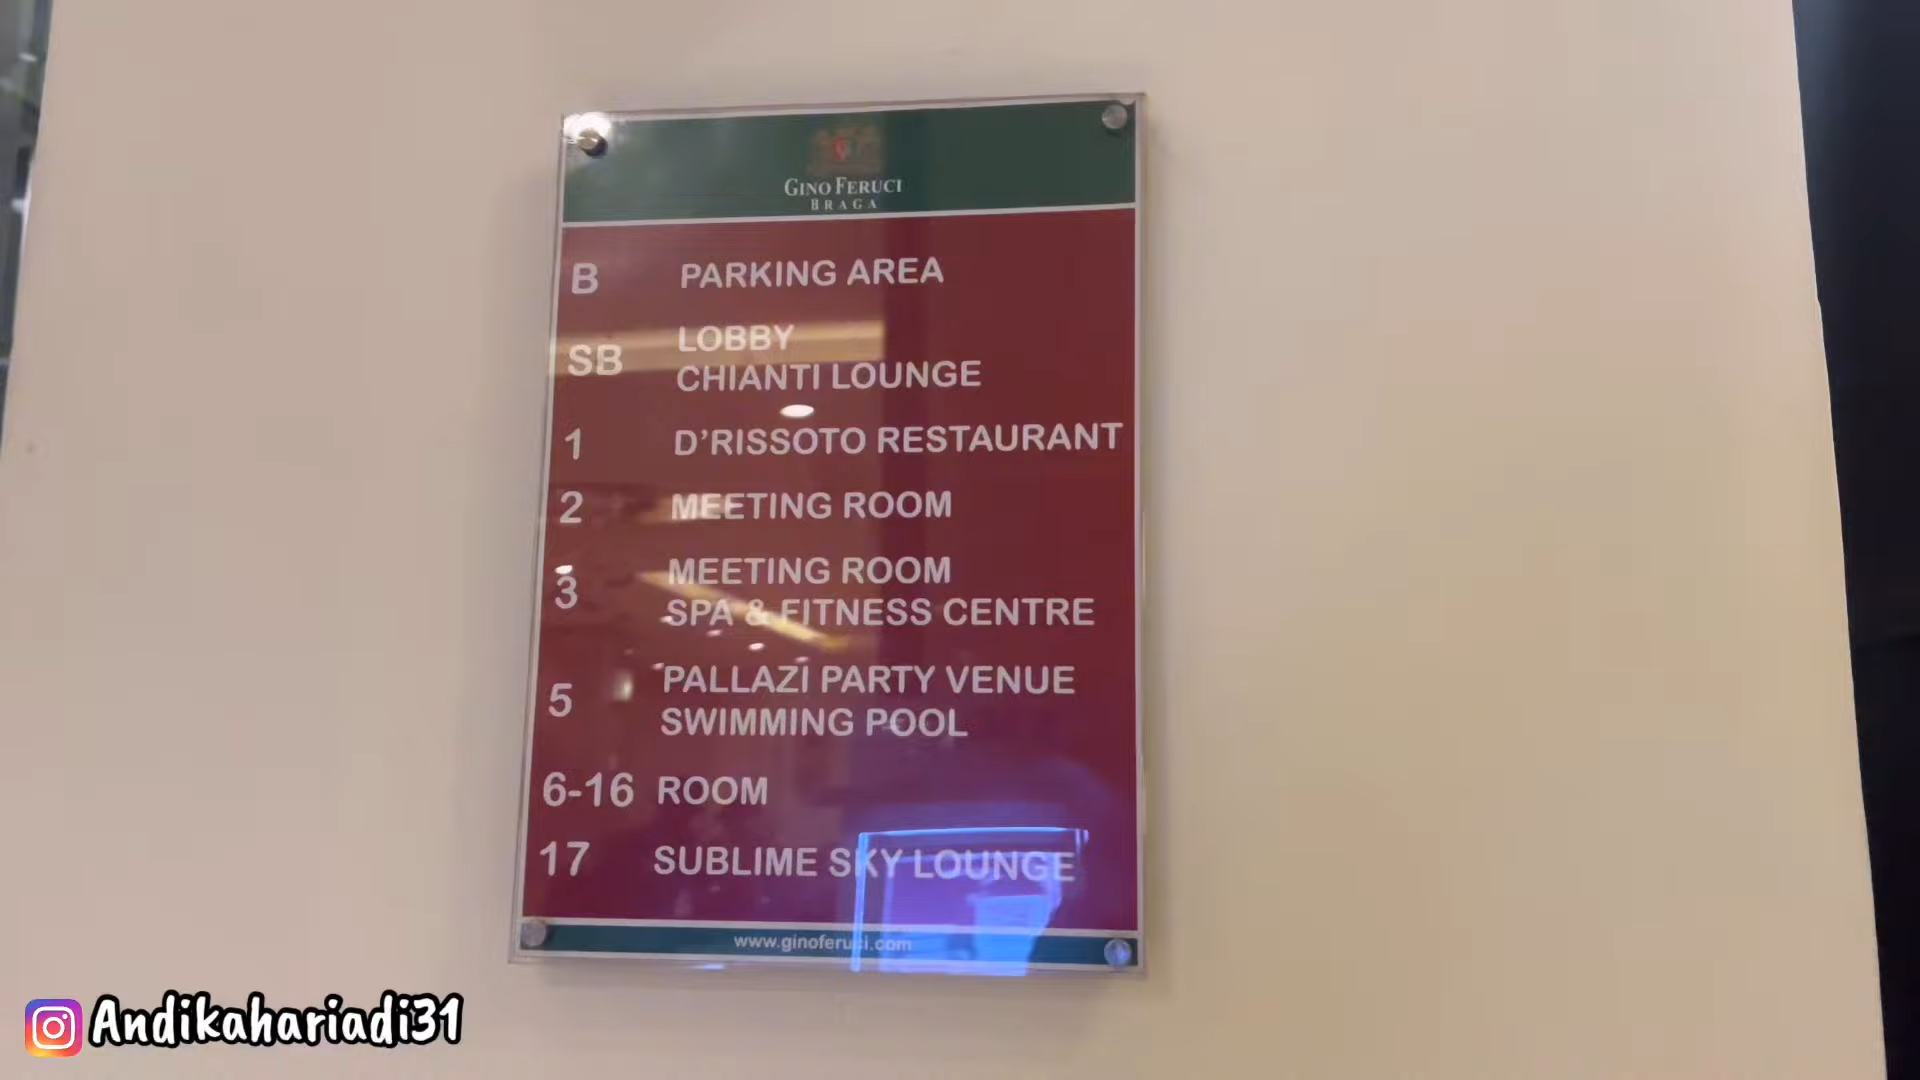 GINO FERUCI
BRAGA
B PARKING AREA
SB LOBBY
CHIANTI LOUNGE
1 D'RISSOTO RESTAURANT
2 MEETING ROOM
3 MEETING ROOM
SPA & FITNESS CENTRE
5 PALLAZI PARTY VENUE
SWIMMING POOL
6-16 ROOM
17 SUBLIME SKY LOUNGE
www.ginoferuci.com
Andikahariadi31